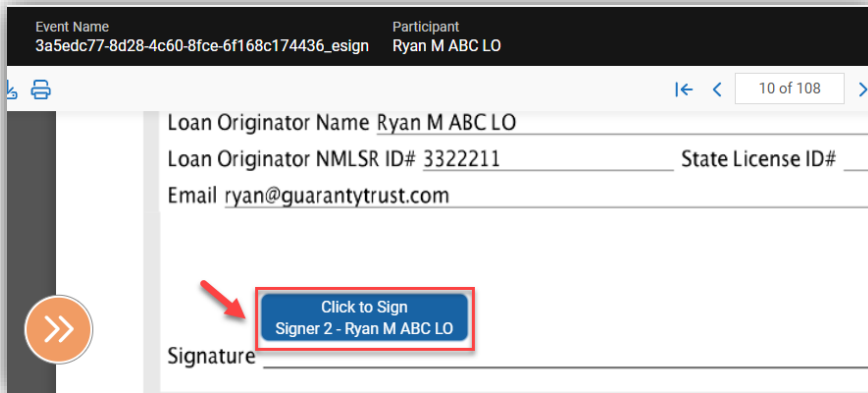 Event Name
Participant
3a5edc77-8d28-4c60-8fce-6f168c174436_esign
Ryan M ABC LO
10 of 108
Loan Originator Name Ryan M ABC LO
Loan Originator NMLSR ID# 3322211 State License ID#
Email ryan@guarantytrust.com
Click to Sign
Signer 2 - Ryan M ABC LO
Signature